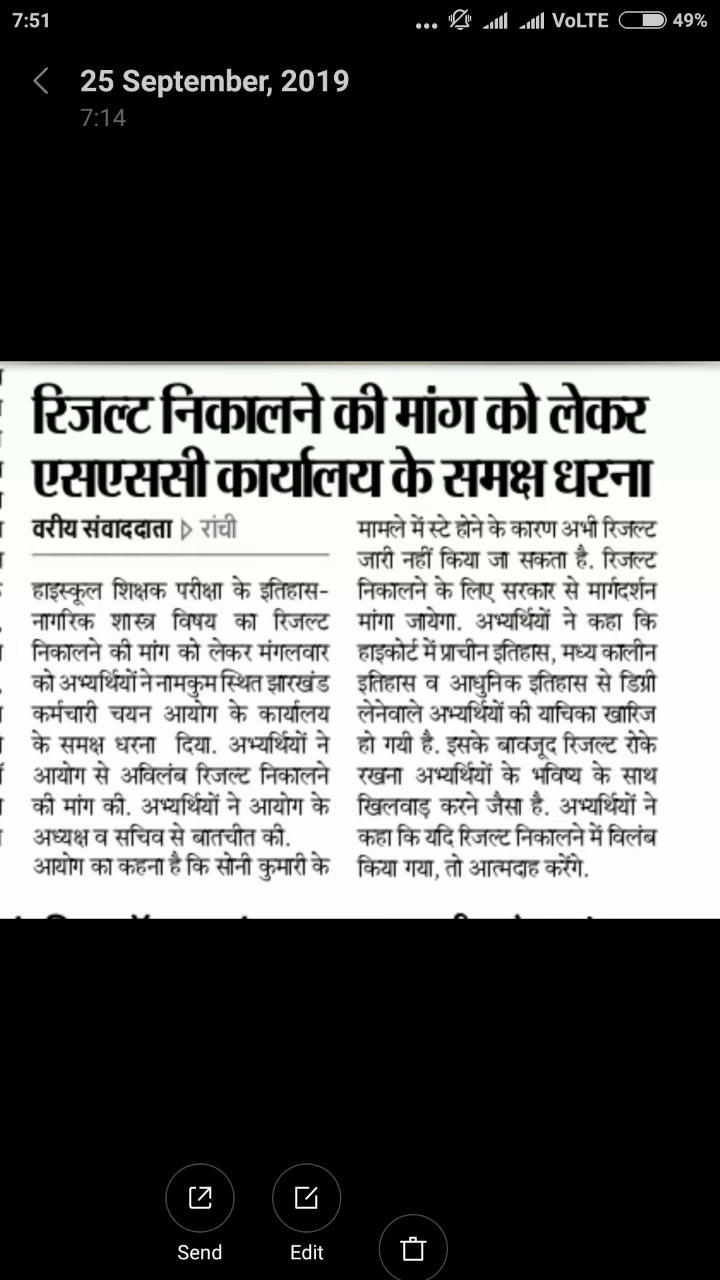 7:51
... VoLTE 49%
25 September, 2019
7:14
रिजल्ट निकालने की मांग को लेकर
एसएससी कार्यालय के समक्ष धरना
वरीय संवाददाता ▷ रांची
हाइस्कूल शिक्षक परीक्षा के इतिहास-
नागरिक शास्त्र विषय का रिजल्ट
निकालने की मांग को लेकर मंगलवार
को अभ्यर्थियों ने नामकुम स्थित झारखंड
कर्मचारी चयन आयोग के कार्यालय
के समक्ष धरना दिया. अभ्यर्थियों ने
आयोग से अविलंब रिजल्ट निकालने
की मांग की. अभ्यर्थियों ने आयोग के
अध्यक्ष व सचिव से बातचीत की.
आयोग का कहना है कि सोनी कुमारी के
मामले में स्टे होने के कारण अभी रिजल्ट
जारी नहीं किया जा सकता है. रिजल्ट
निकालने के लिए सरकार से मार्गदर्शन
मांगा जायेगा. अभ्यर्थियों ने कहा कि
हाइकोर्ट में प्राचीन इतिहास, मध्य कालीन
इतिहास व आधुनिक इतिहास से डिग्री
लेनेवाले अभ्यर्थियों की याचिका खारिज
हो गयी है. इसके बावजूद रिजल्ट रोके
रखना अभ्यर्थियों के भविष्य के साथ
खिलवाड़ करने जैसा है. अभ्यर्थियों ने
कहा कि यदि रिजल्ट निकालने में विलंब
किया गया, तो आत्मदाह करेंगे.
Send
Edit